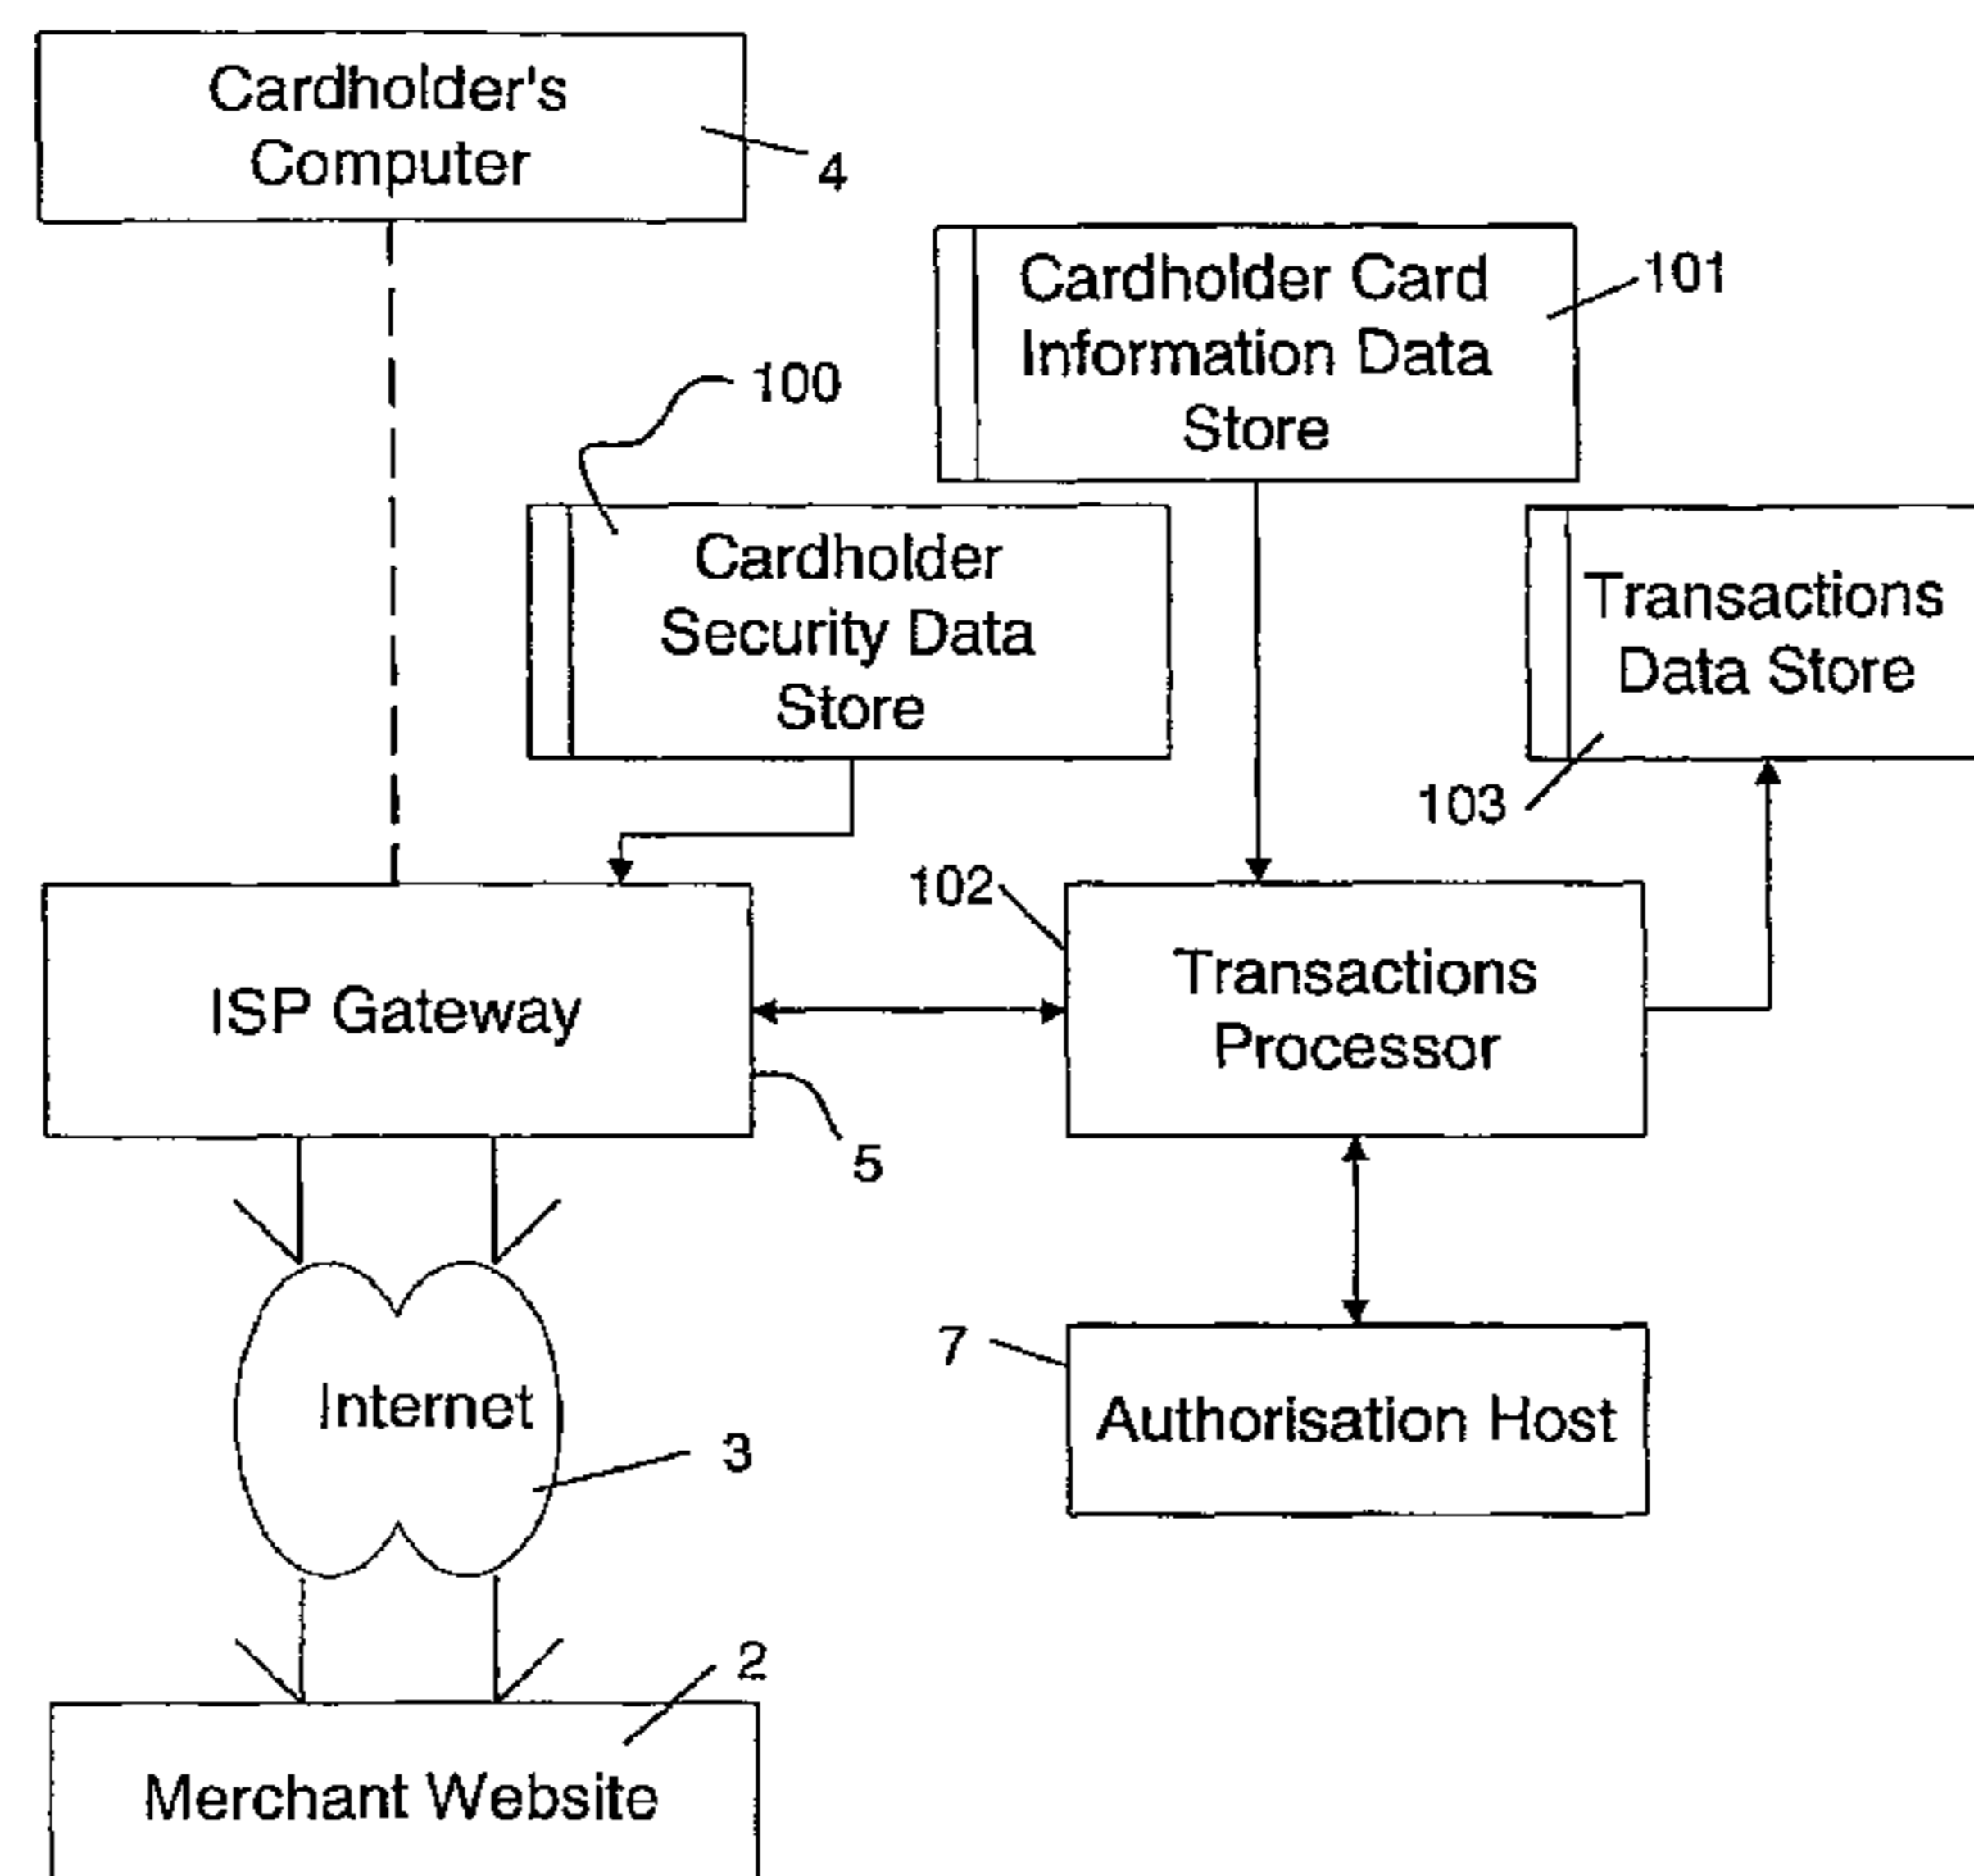 Cardholder's
Computer
4
Cardholder Card
Information Data
Store
101
100
Cardholder
Security Data
Store
Transactions
Data Store
103
102
ISP Gateway
Transactions
Processor
5
7
Authorisation Host
Internet
3
2
Merchant Website